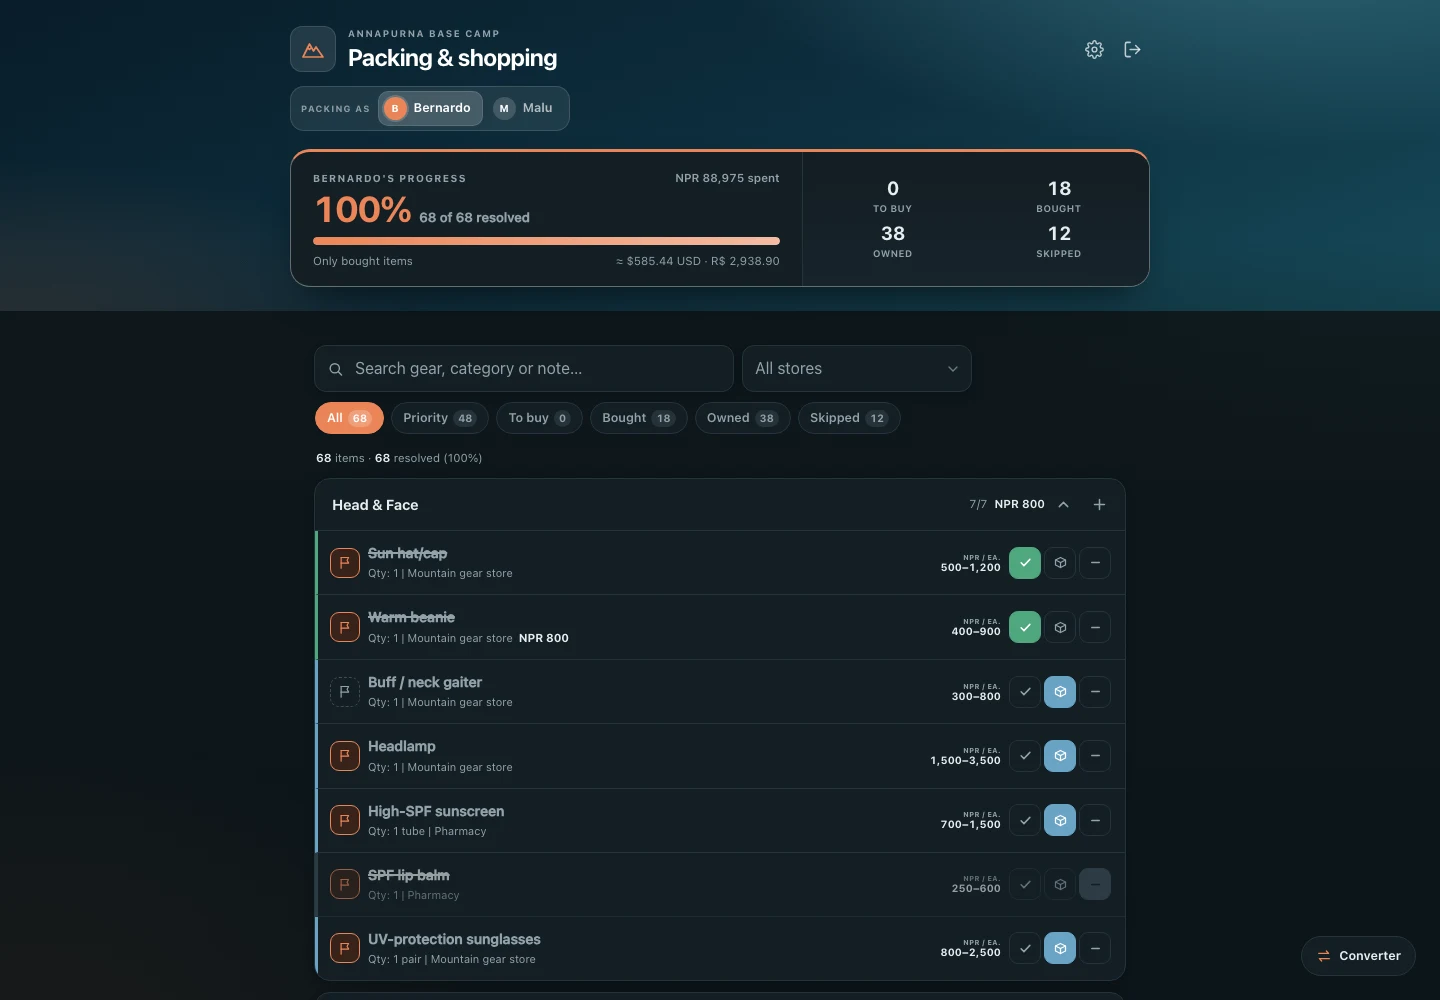 ANNAPURNA BASE CAMP
Packing & shopping
PACKING AS B Bernardo M Malu
BERNARDO'S PROGRESS NPR 88,975 spent
100% 68 of 68 resolved
Only bought items ≈ $585.44 USD · R$ 2,938.90
0 TO BUY
18 BOUGHT
38 OWNED
12 SKIPPED
Search gear, category or note...
All stores
All 68 Priority 48 To buy 0 Bought 18 Owned 38 Skipped 12
68 items · 68 resolved (100%)
Head & Face 7/7 NPR 800
Sun hat/cap
Qty: 1 | Mountain gear store
NPR / EA.
500–1,200
Warm beanie
Qty: 1 | Mountain gear store NPR 800
NPR / EA.
400–900
Buff / neck gaiter
Qty: 1 | Mountain gear store
NPR / EA.
300–800
Headlamp
Qty: 1 | Mountain gear store
NPR / EA.
1,500–3,500
High-SPF sunscreen
Qty: 1 tube | Pharmacy
NPR / EA.
700–1,500
SPF lip balm
Qty: 1 | Pharmacy
NPR / EA.
250–600
UV-protection sunglasses
Qty: 1 pair | Mountain gear store
NPR / EA.
800–2,500
Converter